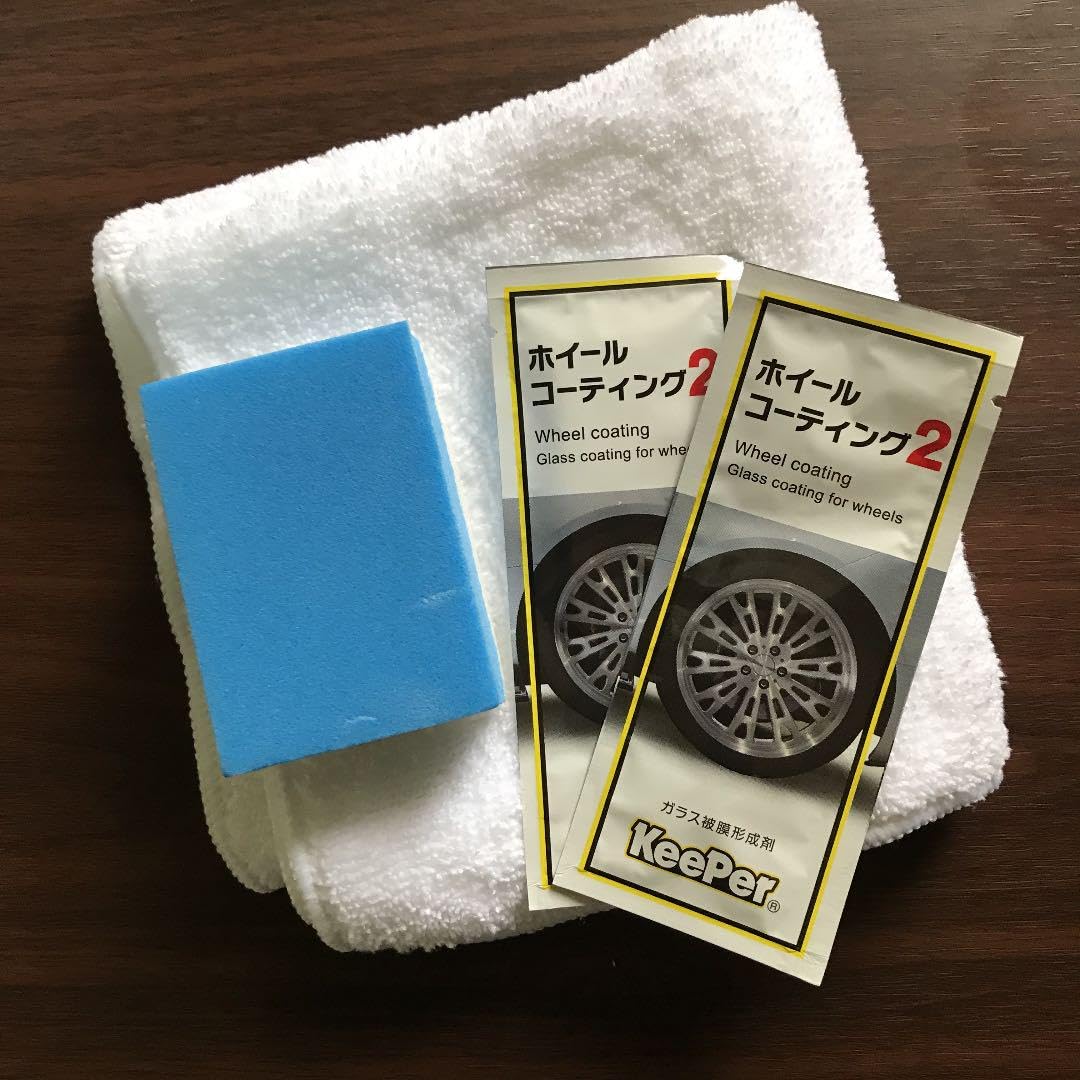 ホイール
コーティング2
Wheel coating
Glass coating for whe
ホイール
コーティング2
Wheel coating
Glass coating for wheels
ガラス被膜形成剤
KeePer®